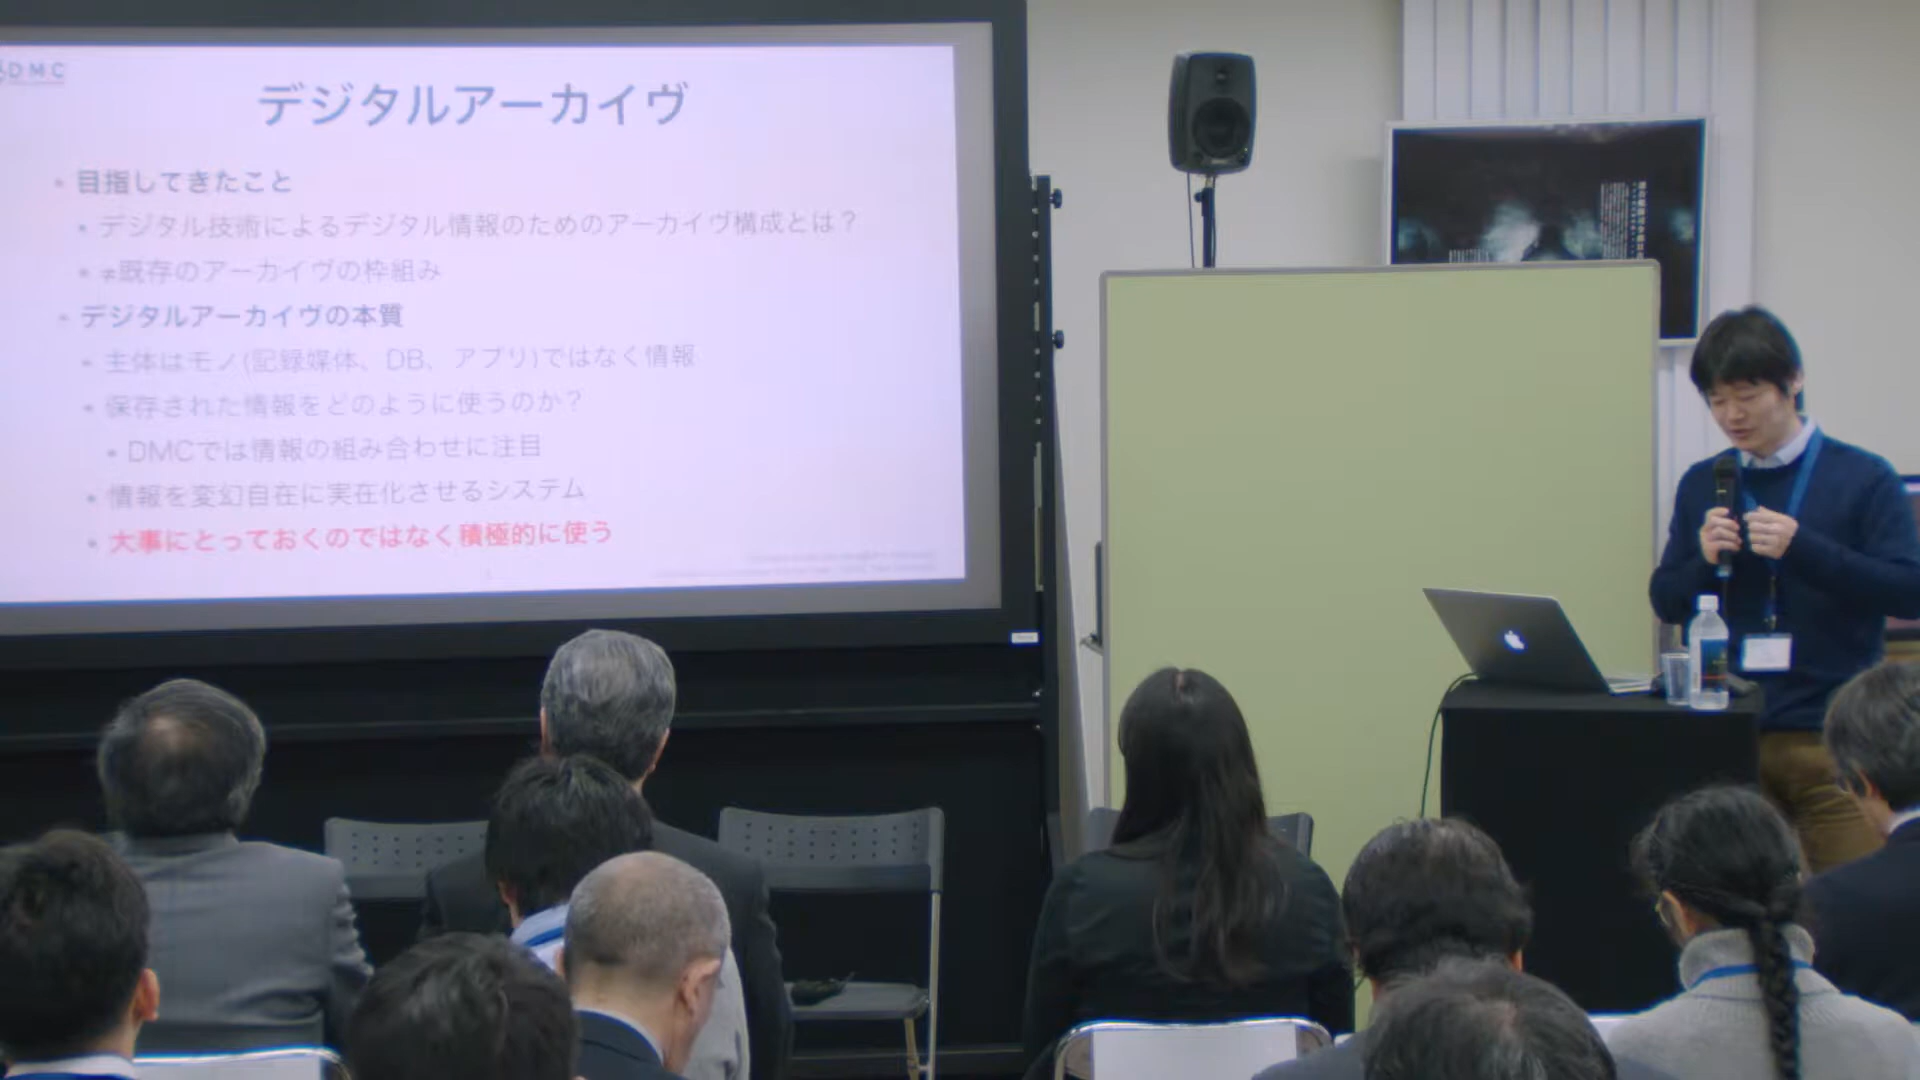 DMC
デジタルアーカイヴ
• 目指してきたこと
• デジタル技術によるデジタル情報のためのアーカイヴ構成とは？
• ≠既存のアーカイヴの枠組み
• デジタルアーカイヴの本質
• 主体はモノ(記録媒体、DB、アプリ)ではなく情報
• 保存された情報をどのように使うのか？
• DMCでは情報の組み合わせに注目
• 情報を変幻自在に実在化させるシステム
• 大事にとっておくのではなく積極的に使う